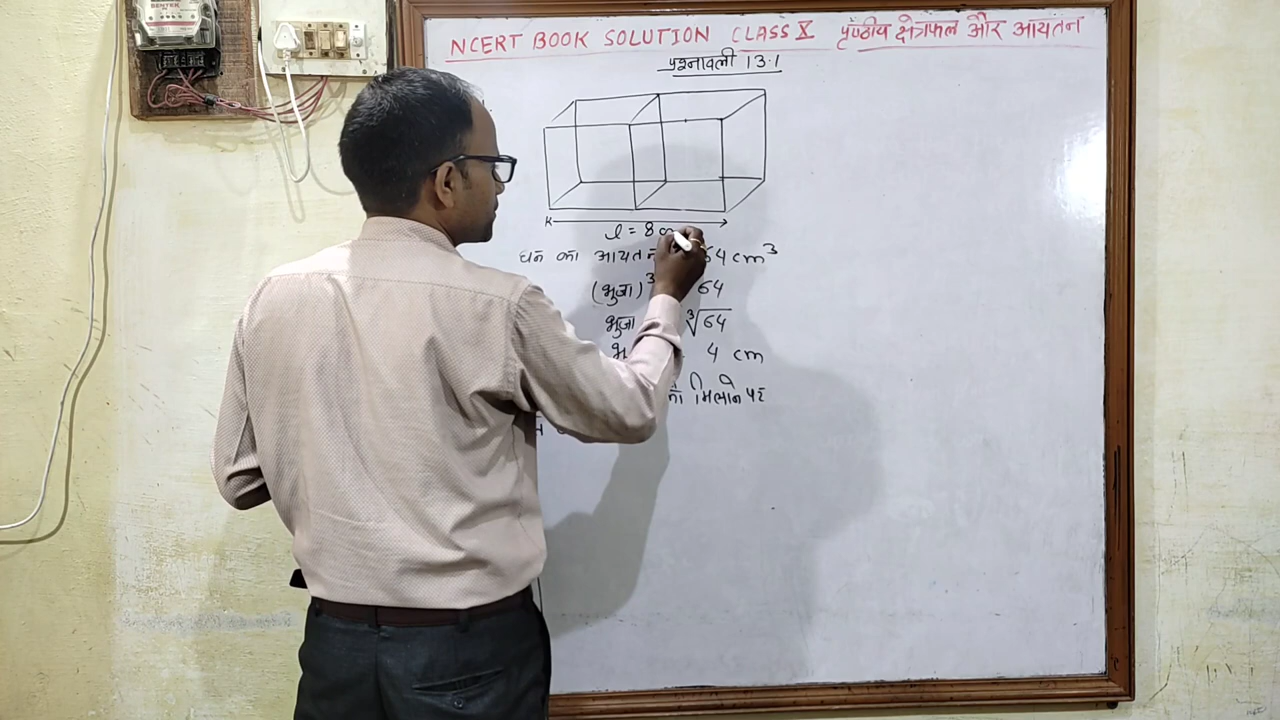 NCERT BOOK SOLUTION CLASS X पृष्ठीय क्षेत्रफल और आयतन
प्रश्नावली 13.1
l = 8
घन का आयतन 64 cm³
(भुजा)³ 64
भुजा ∛64
4 cm
मिलाने पर